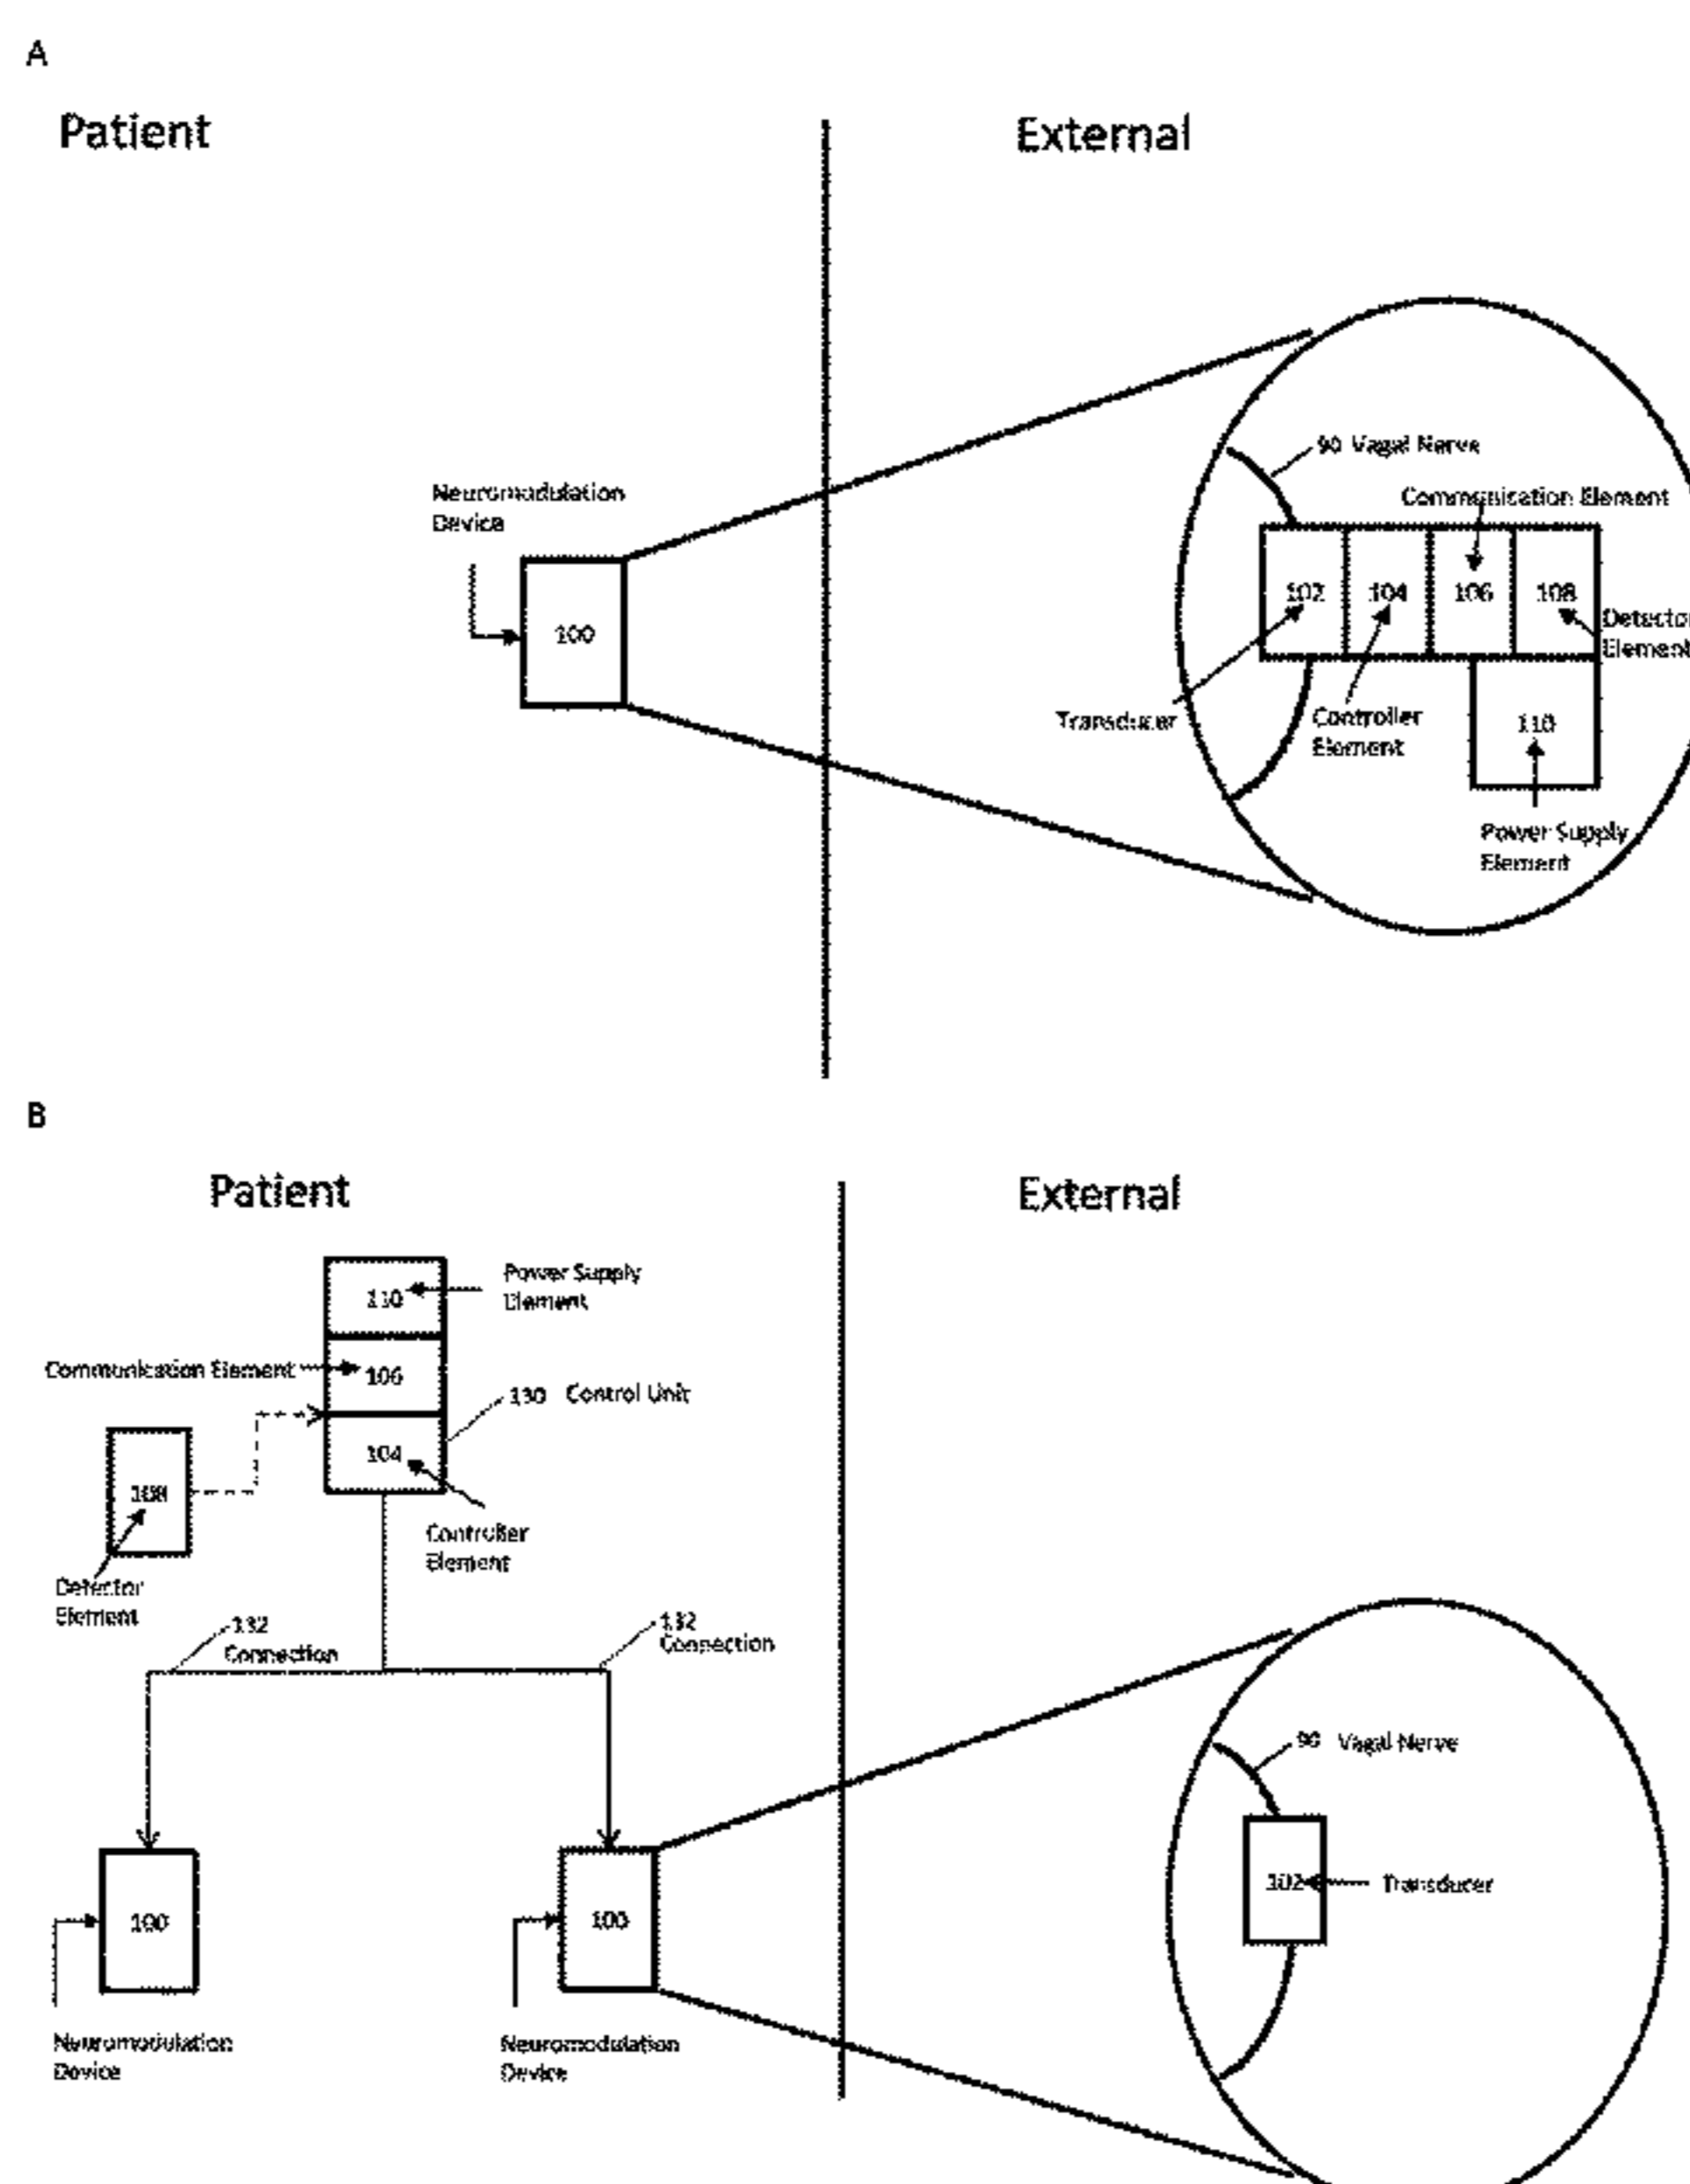 A
Patient
External
90 Vagal Nerve
Neuromodulation
Device
Communication Element
100
102
104
106
108
Detector
Element
Transducer
Controller
Element
110
Power Supply
Element
B
Patient
External
110
Power Supply
Element
Communication Element
106
130 Control Unit
104
108
Controller
Element
Detector
Element
132
Connection
132
Connection
90 Vagal Nerve
100
100
102
Transducer
Neuromodulation
Device
Neuromodulation
Device